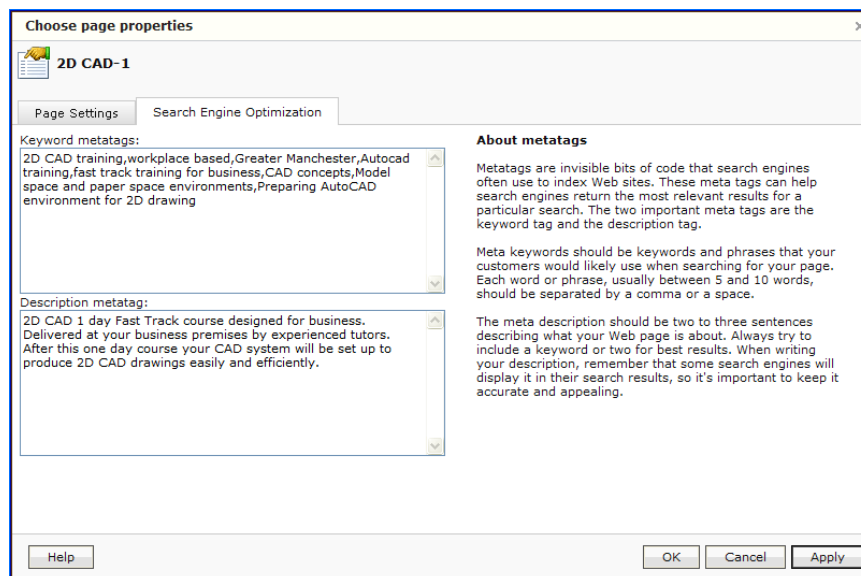 Choose page properties
2D CAD-1
Page Settings
Search Engine Optimization
Keyword metatags:
2D CAD training,workplace based,Greater Manchester,Autocad
training,fast track training for business,CAD concepts,Model
space and paper space environments,Preparing AutoCAD
environment for 2D drawing
Description metatag:
2D CAD 1 day Fast Track course designed for business.
Delivered at your business premises by experienced tutors.
After this one day course your CAD system will be set up to
produce 2D CAD drawings easily and efficiently.
About metatags
Metatags are invisible bits of code that search engines
often use to index Web sites. These meta tags can help
search engines return the most relevant results for a
particular search. The two important meta tags are the
keyword tag and the description tag.
Meta keywords should be keywords and phrases that your
customers would likely use when searching for your page.
Each word or phrase, usually between 5 and 10 words,
should be separated by a comma or a space.
The meta description should be two to three sentences
describing what your Web page is about. Always try to
include a keyword or two for best results. When writing
your description, remember that some search engines will
display it in their search results, so it's important to keep it
accurate and appealing.
Help
OK
Cancel
Apply